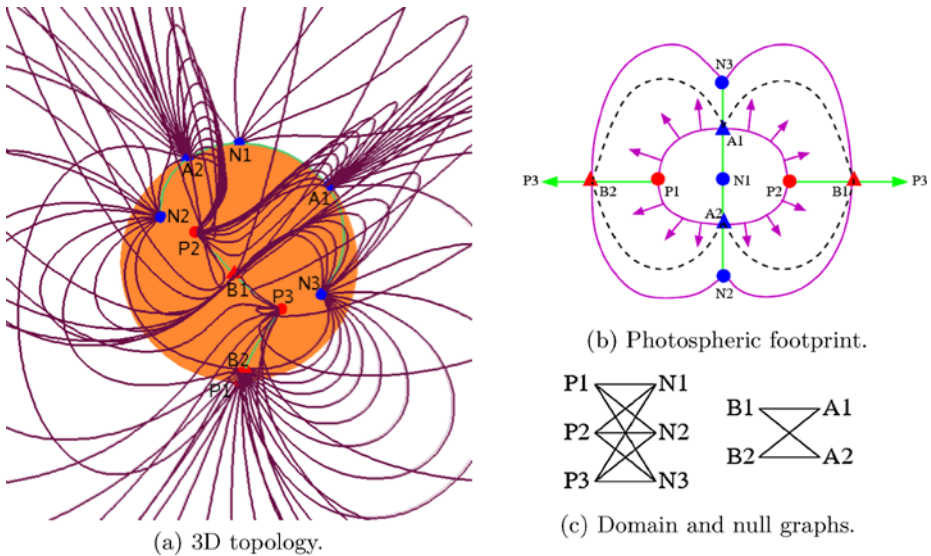 N1
A2
A1
N2
P2
B1
P3
N3
B2
P1
(a) 3D topology.
N3
A1
P3
B2
P1
N1
P2
B1
P3
A2
N2
(b) Photospheric footprint.
P1 N1
P2 N2
P3 N3
B1 A1
B2 A2
(c) Domain and null graphs.